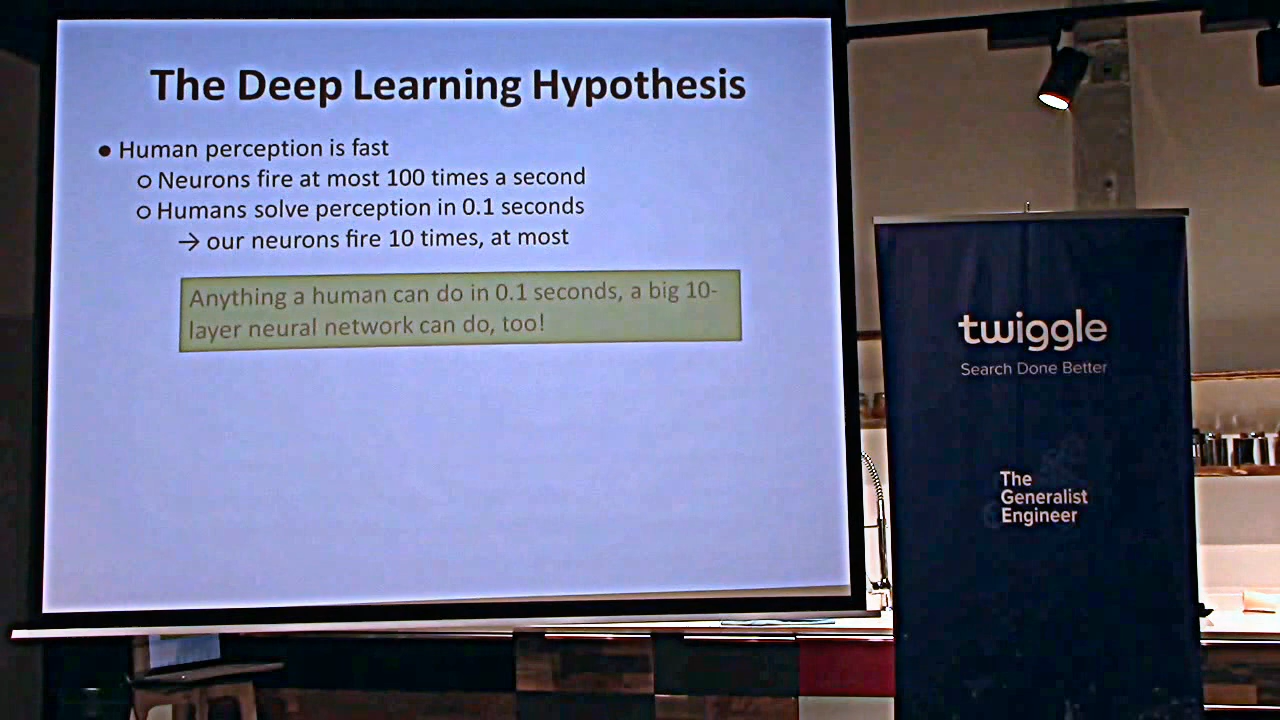 The Deep Learning Hypothesis
● Human perception is fast
○ Neurons fire at most 100 times a second
○ Humans solve perception in 0.1 seconds
→ our neurons fire 10 times, at most
Anything a human can do in 0.1 seconds, a big 10-
layer neural network can do, too!
twiggle
Search Done Better
The
Generalist
Engineer